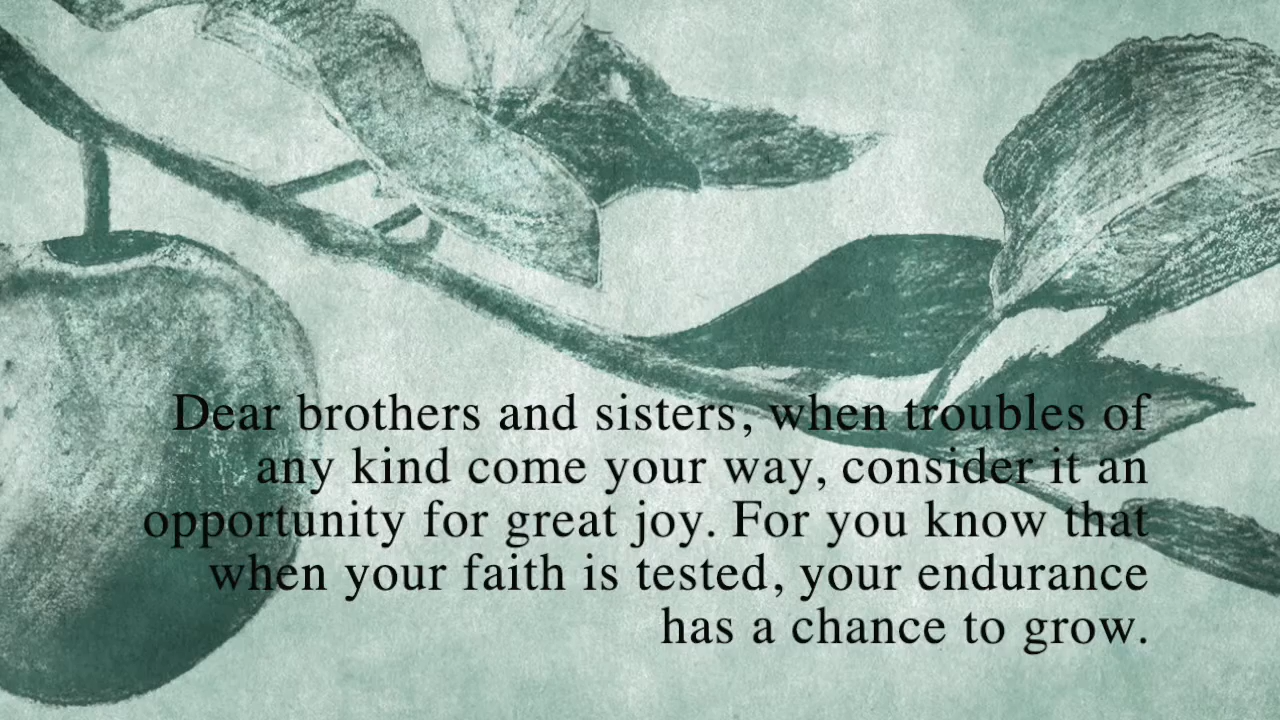 Dear brothers and sisters, when troubles of
any kind come your way, consider it an
opportunity for great joy. For you know that
when your faith is tested, your endurance
has a chance to grow.